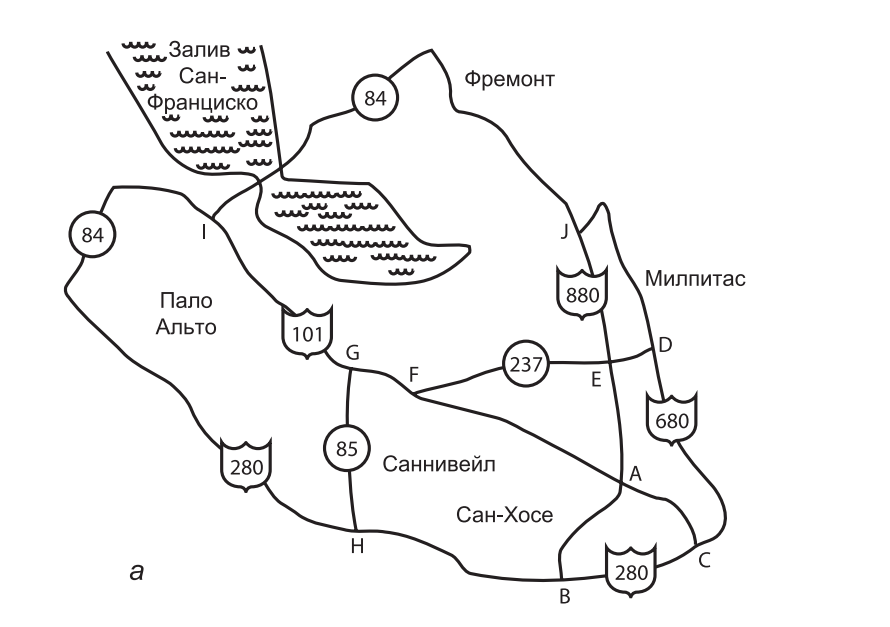 Залив
Сан-
Франциско
84
Фремонт
84
I
J
Милпитас
880
Пало
Альто
101
G
F
237
E
D
680
85
Саннивейл
280
A
Сан-Хосе
H
а
280
C
B